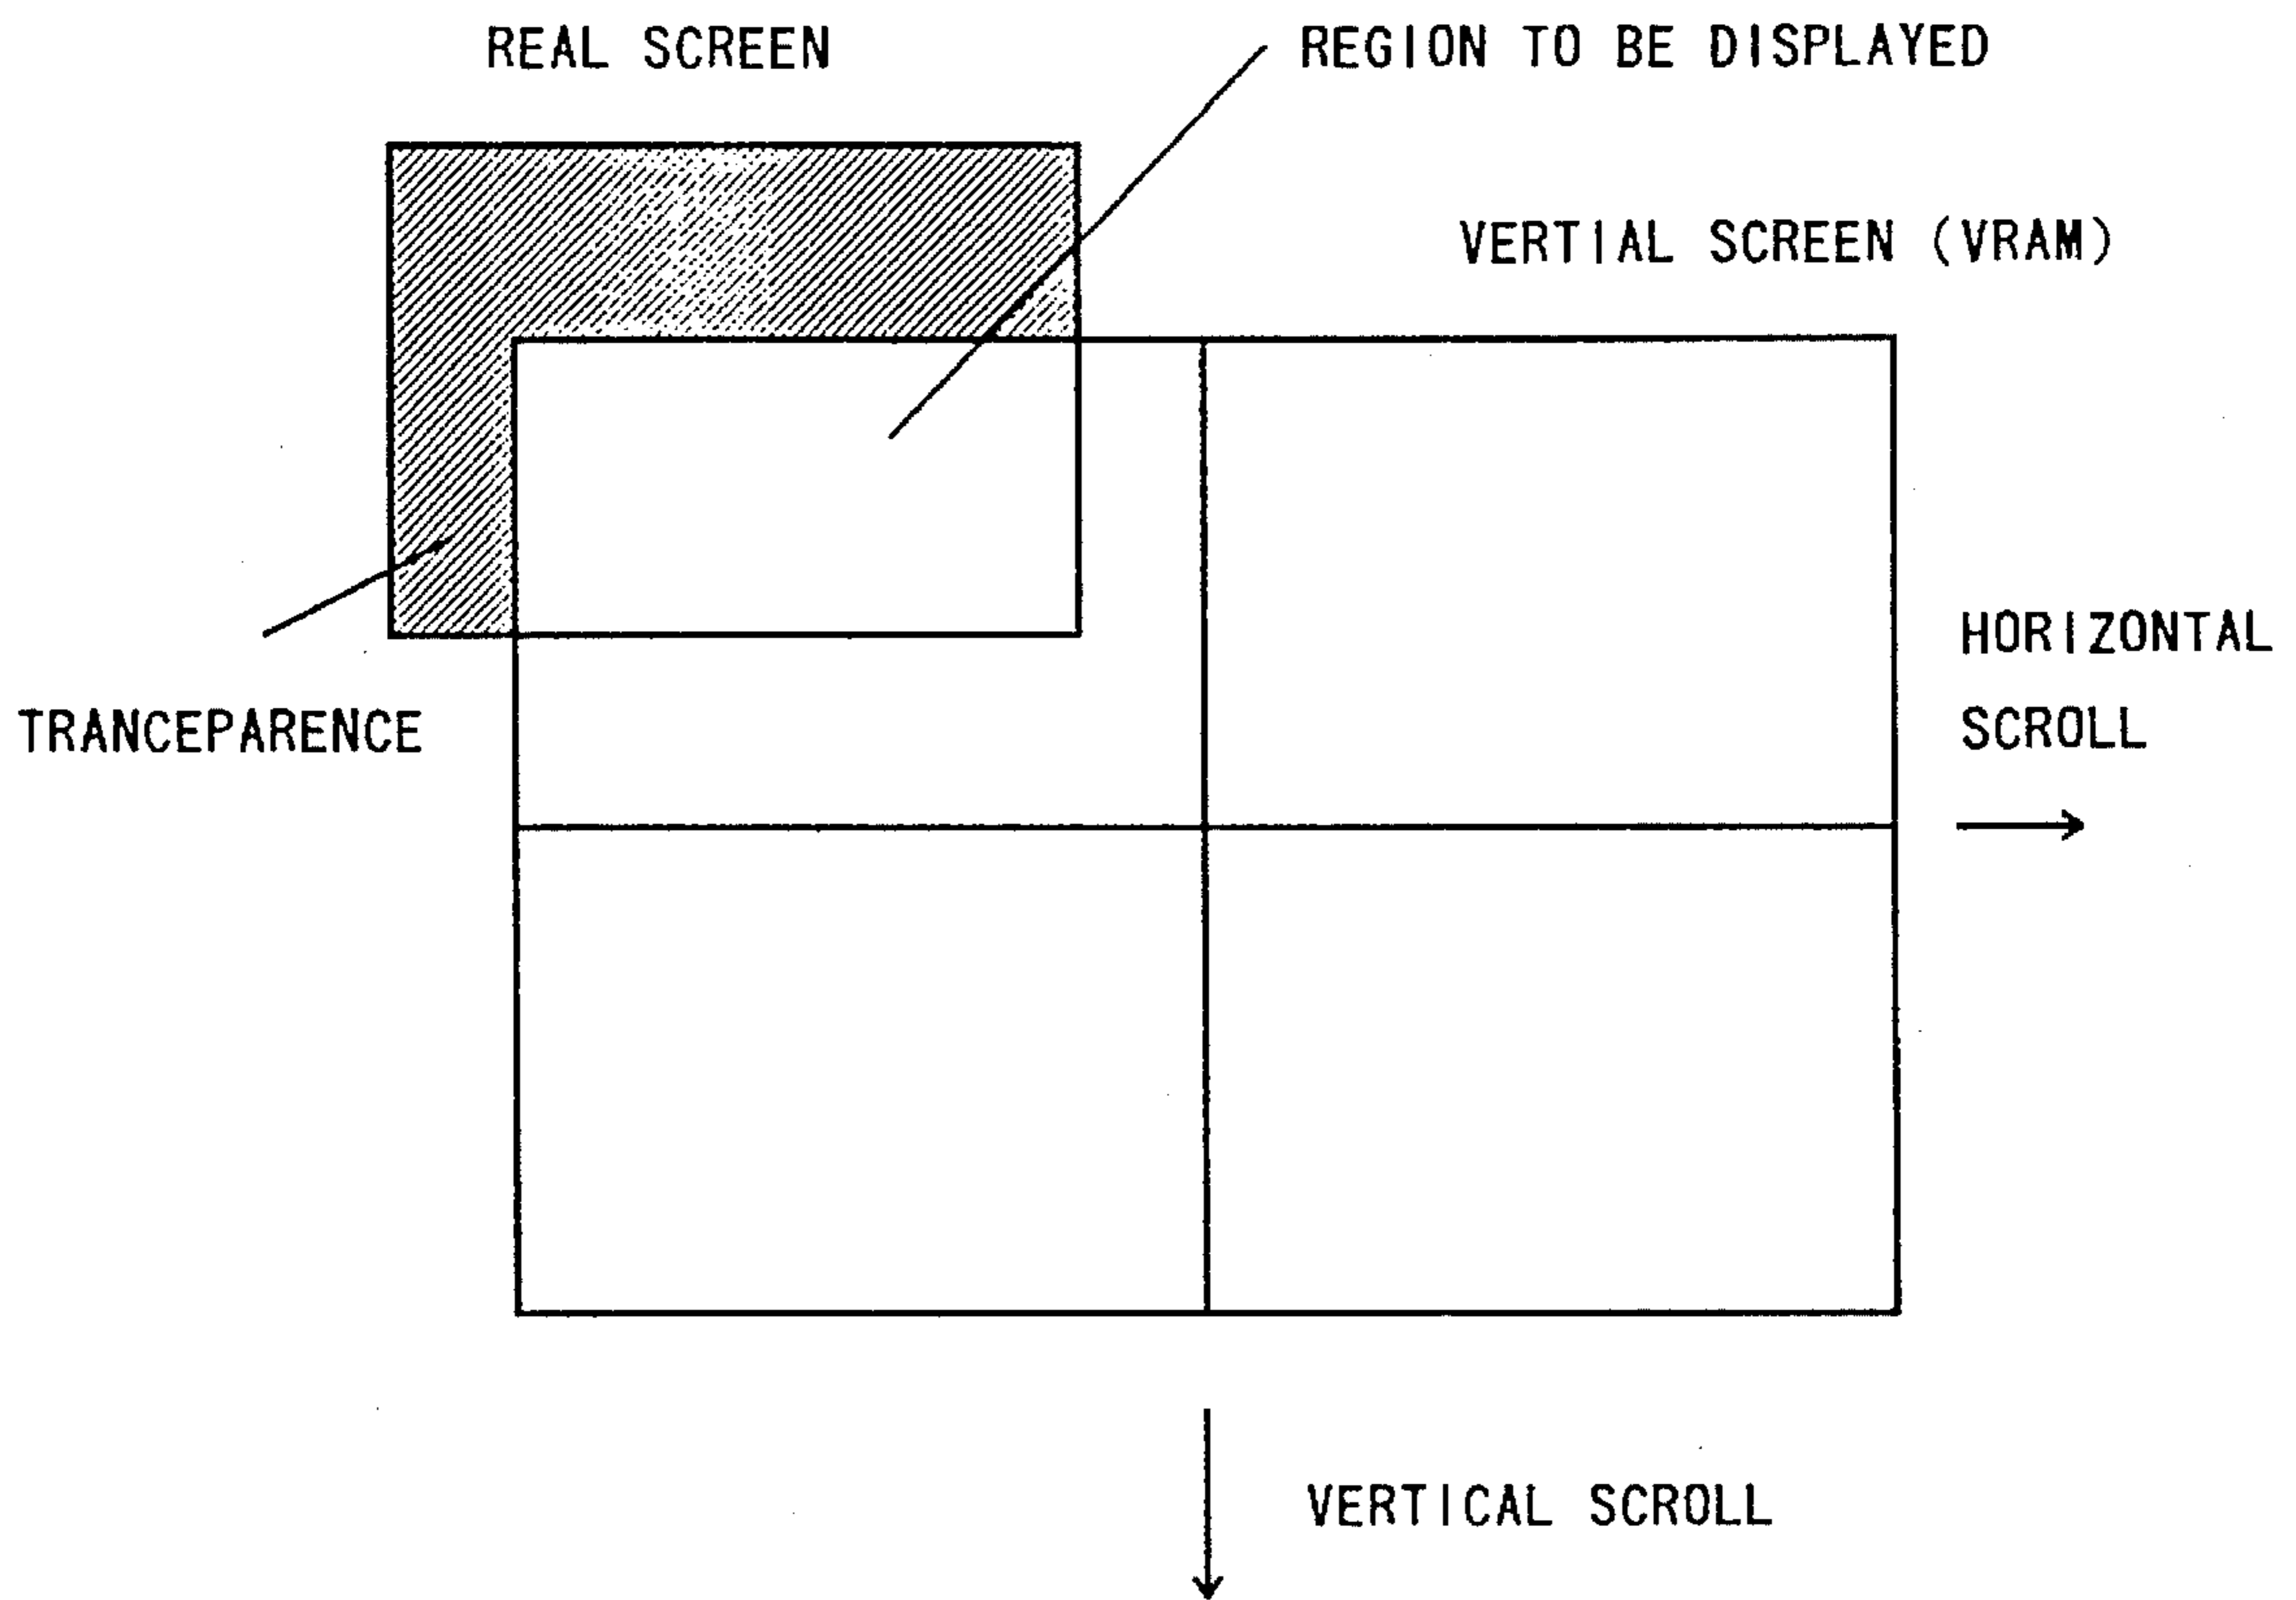 REAL SCREEN
REGION TO BE DISPLAYED
VERTIAL SCREEN (VRAM)
HORIZONTAL
SCROLL
TRANCEPARENCE
VERTICAL SCROLL